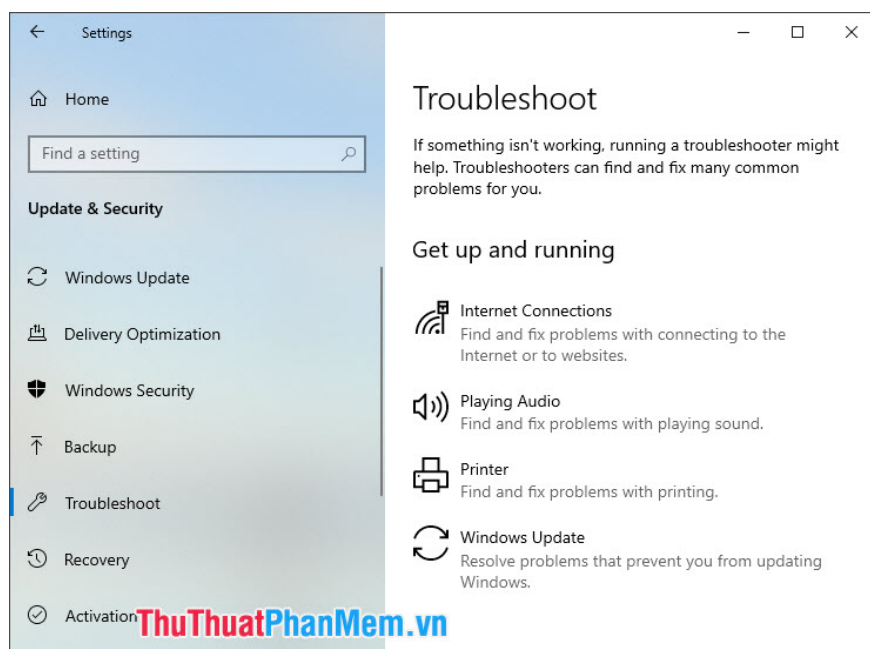 Settings
Home
Find a setting
Update & Security
Windows Update
Delivery Optimization
Windows Security
Backup
Troubleshoot
Recovery
Activation
ThuThuatPhanMem.vn
Troubleshoot
If something isn't working, running a troubleshooter might
help. Troubleshooters can find and fix many common
problems for you.
Get up and running
Internet Connections
Find and fix problems with connecting to the
Internet or to websites.
Playing Audio
Find and fix problems with playing sound.
Printer
Find and fix problems with printing.
Windows Update
Resolve problems that prevent you from updating
Windows.